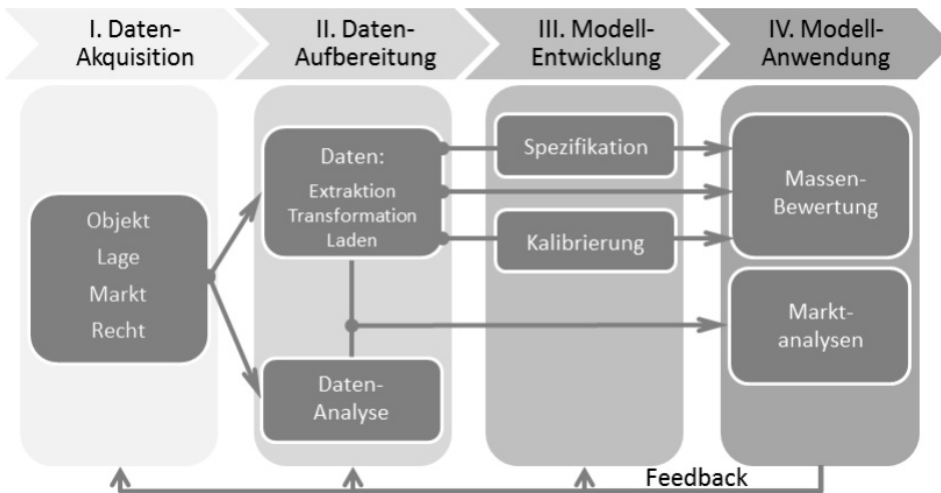 I. Daten-
Akquisition
II. Daten-
Aufbereitung
III. Modell-
Entwicklung
IV. Modell-
Anwendung
Objekt
Lage
Markt
Recht
Daten:
Extraktion
Transformation
Laden
Daten-
Analyse
Spezifikation
Kalibrierung
Massen-
Bewertung
Markt-
analysen
Feedback